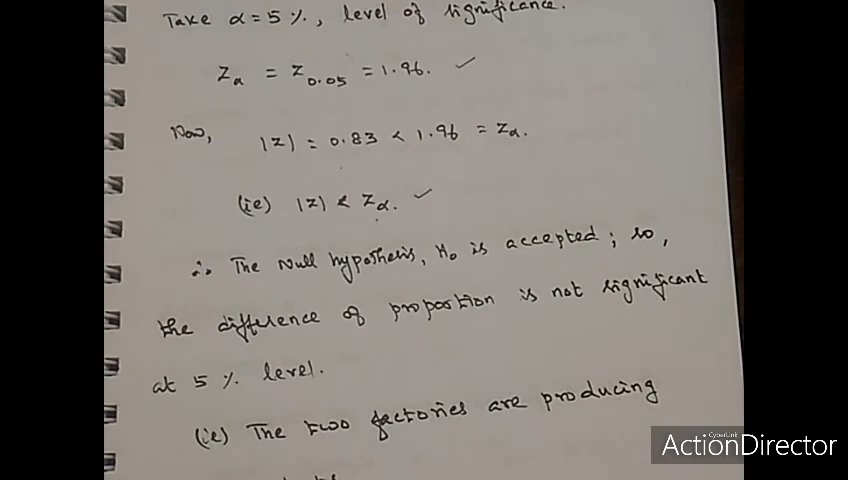 Take α = 5 %, level of significance.
Zα = Z0.05 = 1.96. ✓
Now, |Z| = 0.83 < 1.96 = Zα.
(ie) |Z| < Zα. ✓
∴ The Null hypothesis, H0 is accepted; so,
the difference of proportion is not significant
at 5 % level.
(ie) The two factories are producing
CyberLink
ActionDirector